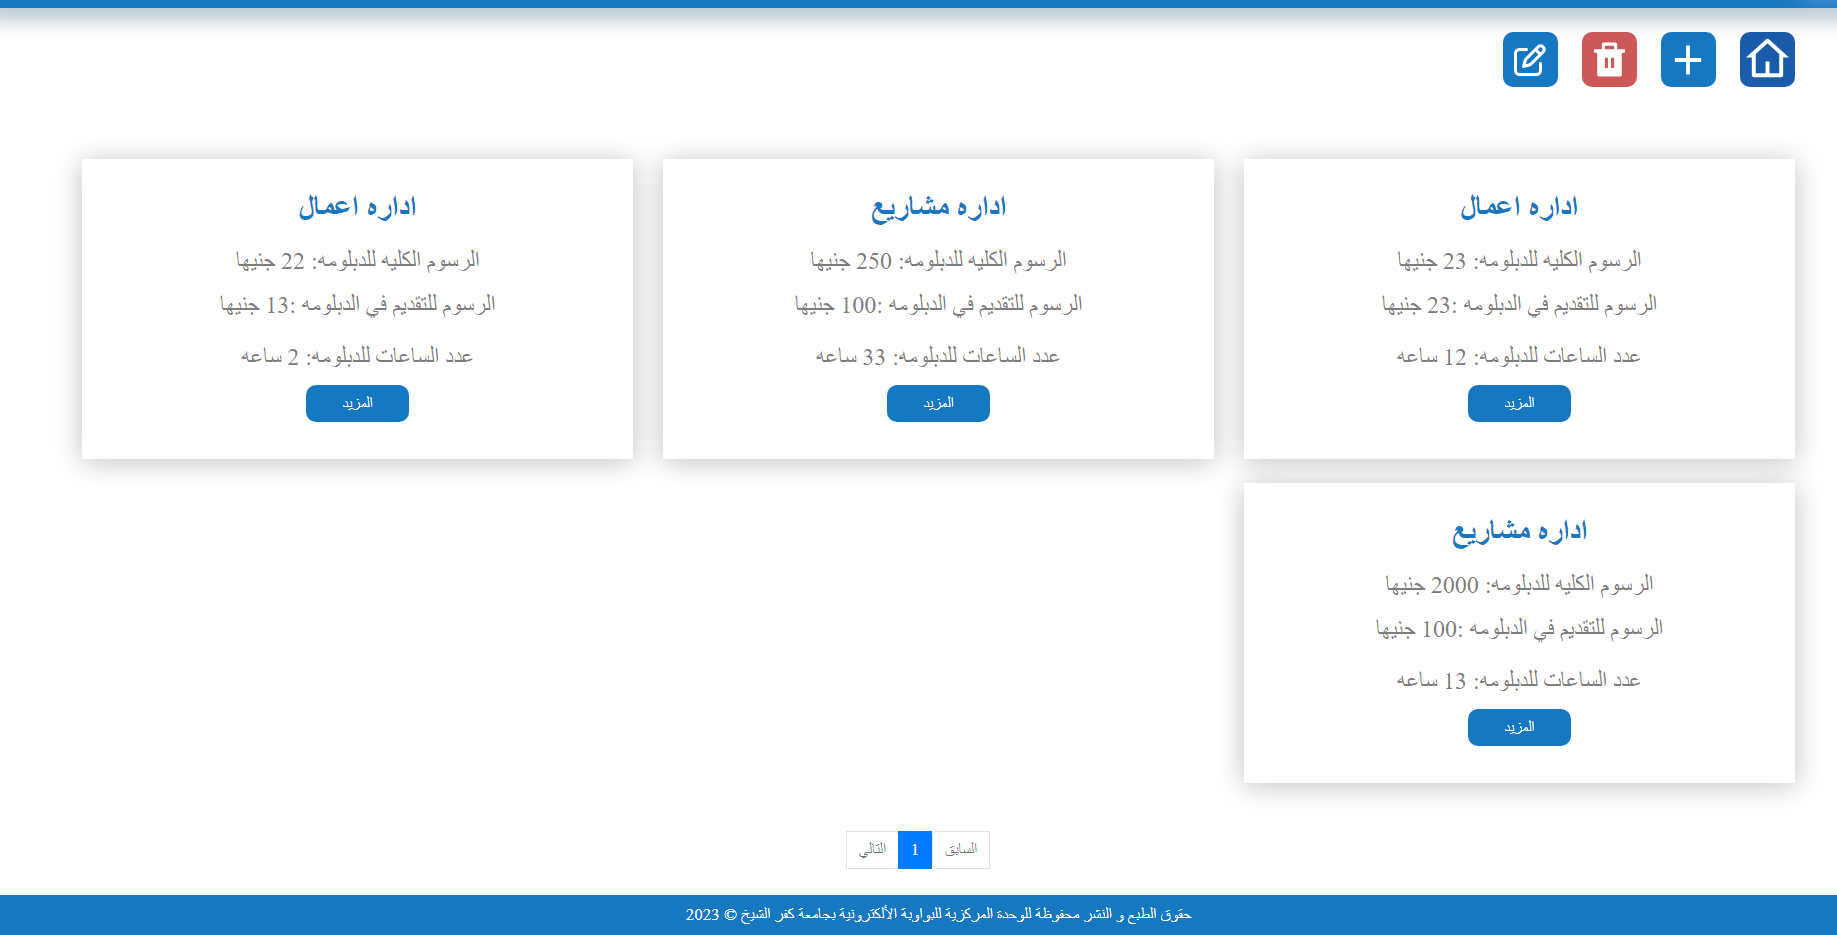 اداره اعمال
الرسوم الكليه للدبلومه: 23 جنيها
الرسوم للتقديم في الدبلومه :23 جنيها
عدد الساعات للدبلومه: 12 ساعه
المزيد
اداره مشاريع
الرسوم الكليه للدبلومه: 250 جنيها
الرسوم للتقديم في الدبلومه :100 جنيها
عدد الساعات للدبلومه: 33 ساعه
المزيد
اداره اعمال
الرسوم الكليه للدبلومه: 22 جنيها
الرسوم للتقديم في الدبلومه :13 جنيها
عدد الساعات للدبلومه: 2 ساعه
المزيد
اداره مشاريع
الرسوم الكليه للدبلومه: 2000 جنيها
الرسوم للتقديم في الدبلومه :100 جنيها
عدد الساعات للدبلومه: 13 ساعه
المزيد
السابق 1 التالي
حقوق الطبع و النشر محفوظة للوحدة المركزية للبواوبة الألكترونية بجامعة كفر الشيخ © 2023